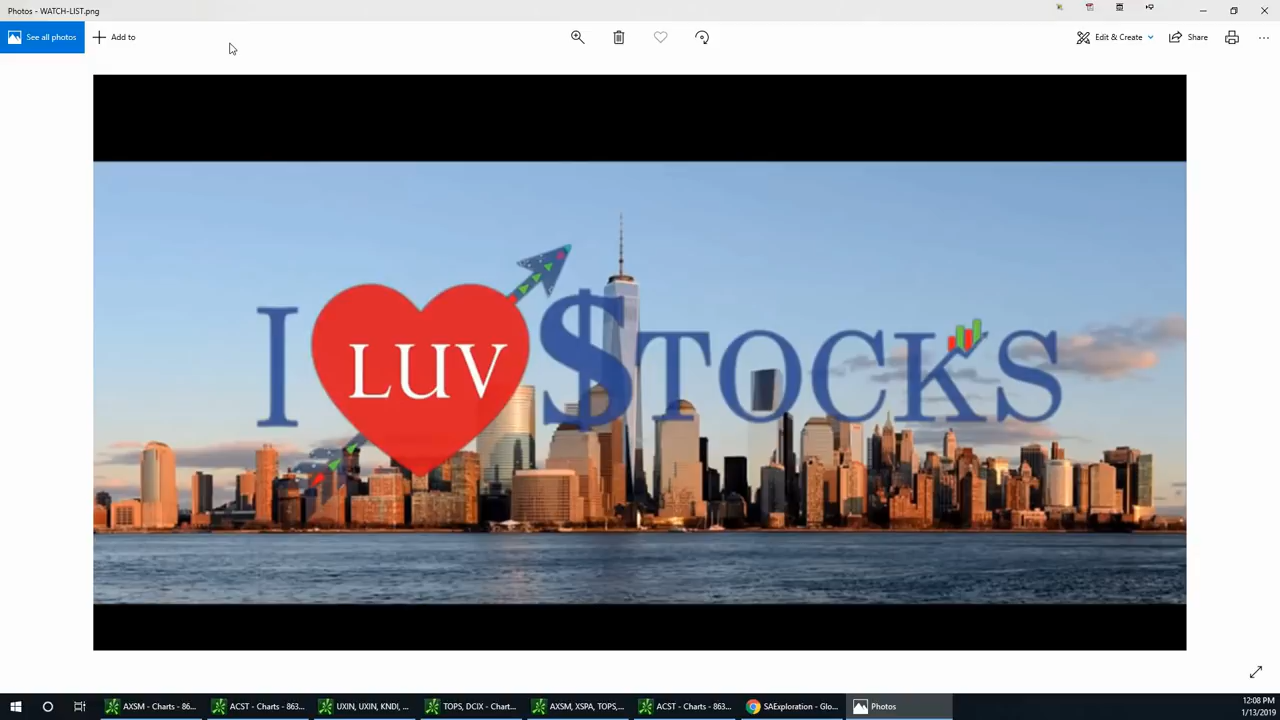 Photos - WATCH-LIST.png
See all photos
Add to
Edit & Create
Share
I LUV $TOCKS
AXSM - Charts - 86...
ACST - Charts - 863...
UXIN, UXIN, KNDI, ...
TOPS, DCIX - Chart...
AXSM, XSPA, TOPS,...
ACST - Charts - 863...
SAExploration - Glo...
Photos
12:08 PM
1/13/2019